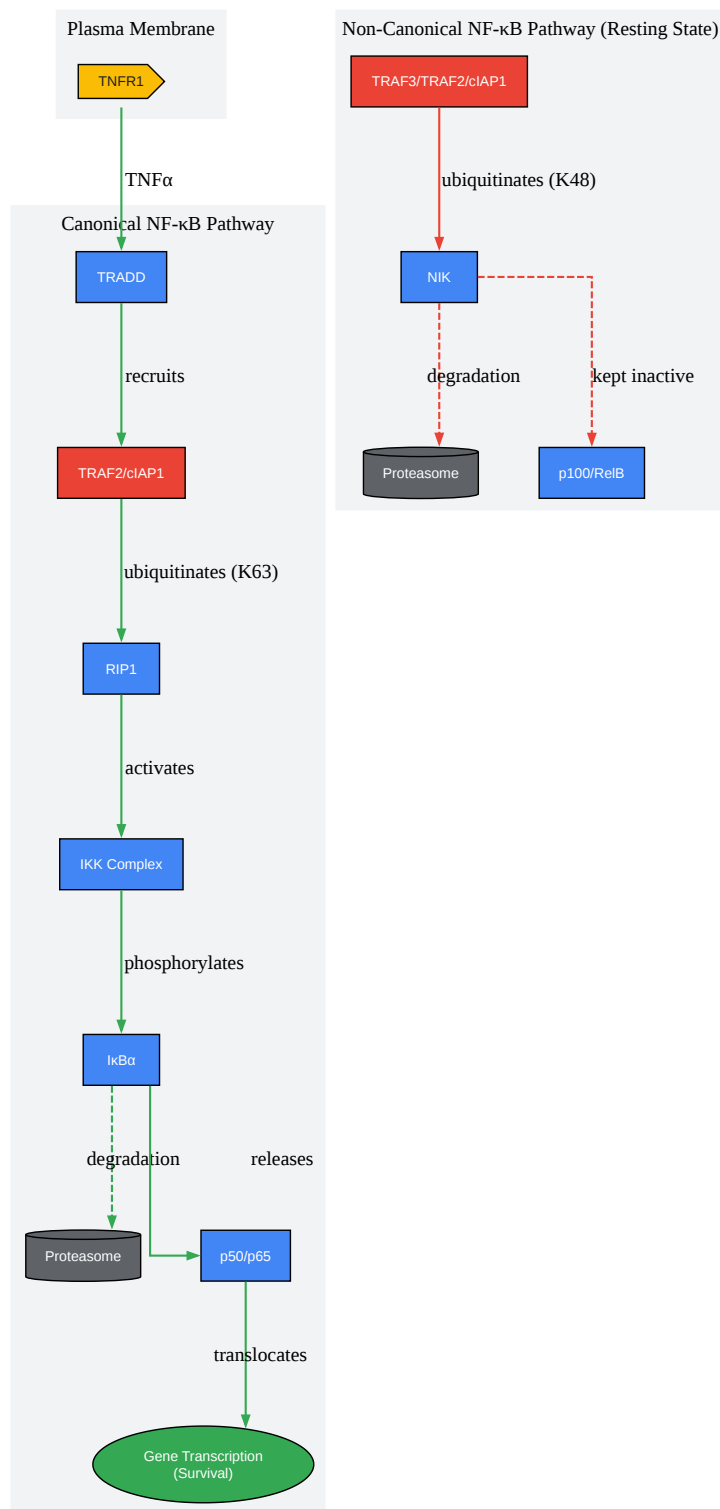 Plasma Membrane
TNFR1
TNFα
Canonical NF-κB Pathway
TRADD
recruits
TRAF2/cIAP1
ubiquitinates (K63)
RIP1
activates
IKK Complex
phosphorylates
IκBα
degradation
releases
Proteasome
p50/p65
translocates
Gene Transcription
(Survival)
Non-Canonical NF-κB Pathway (Resting State)
TRAF3/TRAF2/cIAP1
ubiquitinates (K48)
NIK
degradation
kept inactive
Proteasome
p100/RelB